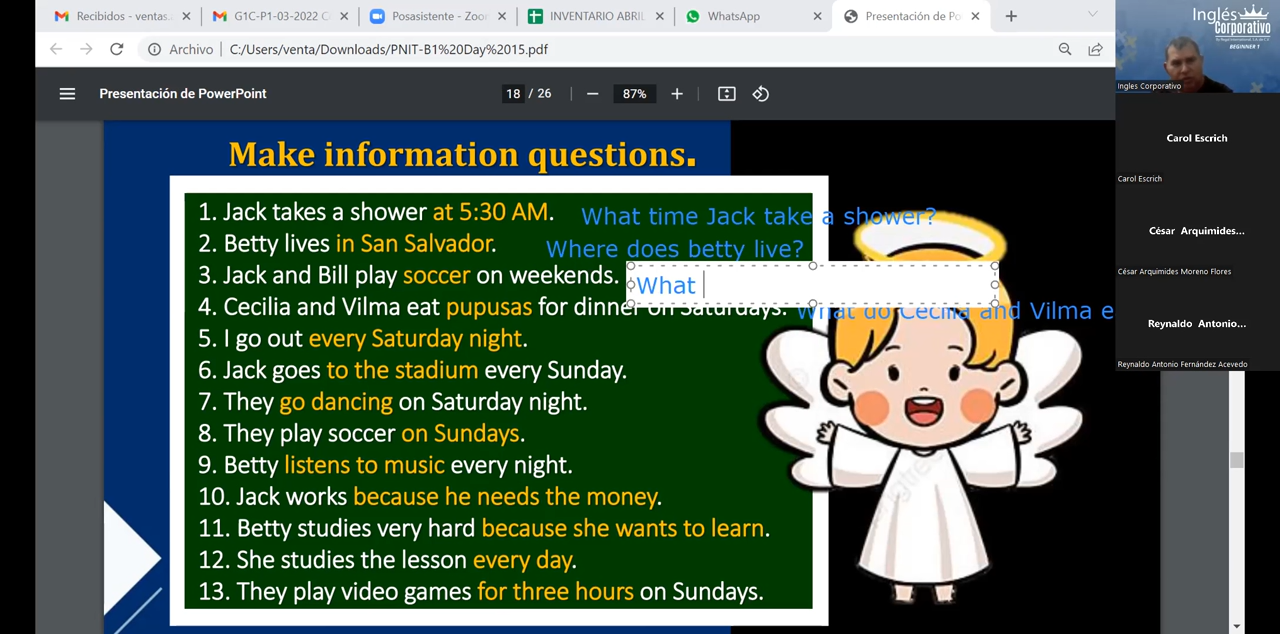 Recibidos - ventas.
G1C-P1-03-2022 C
Posasistente - Zoom
INVENTARIO ABRIL
WhatsApp
Presentación de Po
Archivo
C:/Users/venta/Downloads/PNIT-B1%20Day%2015.pdf
Presentación de PowerPoint
18 / 26
87%
Inglés
Corporativo
BEGINNER 1
Ingles Corporativo
Carol Escrich
Carol Escrich
César Arquimides...
César Arquimides Moreno Flores
Reynaldo Antonio...
Reynaldo Antonio Fernández Acevedo
Make information questions.
1. Jack takes a shower at 5:30 AM. What time Jack take a shower?
2. Betty lives in San Salvador. Where does betty live?
3. Jack and Bill play soccer on weekends. What
4. Cecilia and Vilma eat pupusas for dinner on Saturdays. What do Cecilia and Vilma e
5. I go out every Saturday night.
6. Jack goes to the stadium every Sunday.
7. They go dancing on Saturday night.
8. They play soccer on Sundays.
9. Betty listens to music every night.
10. Jack works because he needs the money.
11. Betty studies very hard because she wants to learn.
12. She studies the lesson every day.
13. They play video games for three hours on Sundays.